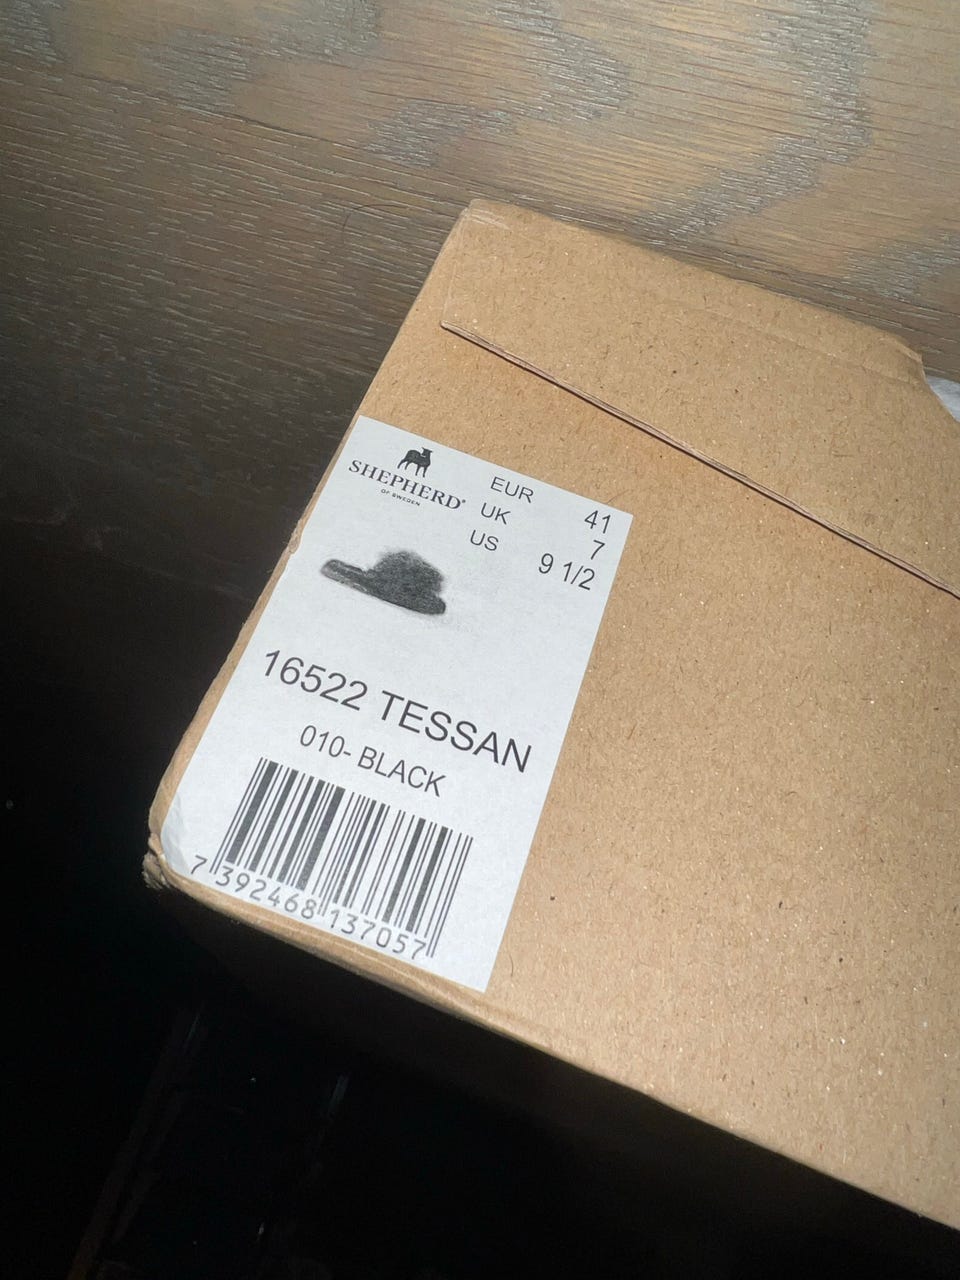 SHEPHERD®
OF SWEDEN
EUR 41
UK 7
US 9 1/2
16522 TESSAN
010- BLACK
7 392468 137057